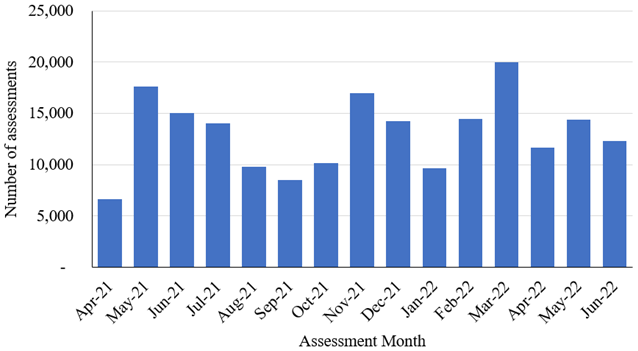 25,000
20,000
15,000
10,000
5,000
-
Number of assessments
Apr-21
May-21
Jun-21
Jul-21
Aug-21
Sep-21
Oct-21
Nov-21
Dec-21
Jan-22
Feb-22
Mar-22
Apr-22
May-22
Jun-22
Assessment Month